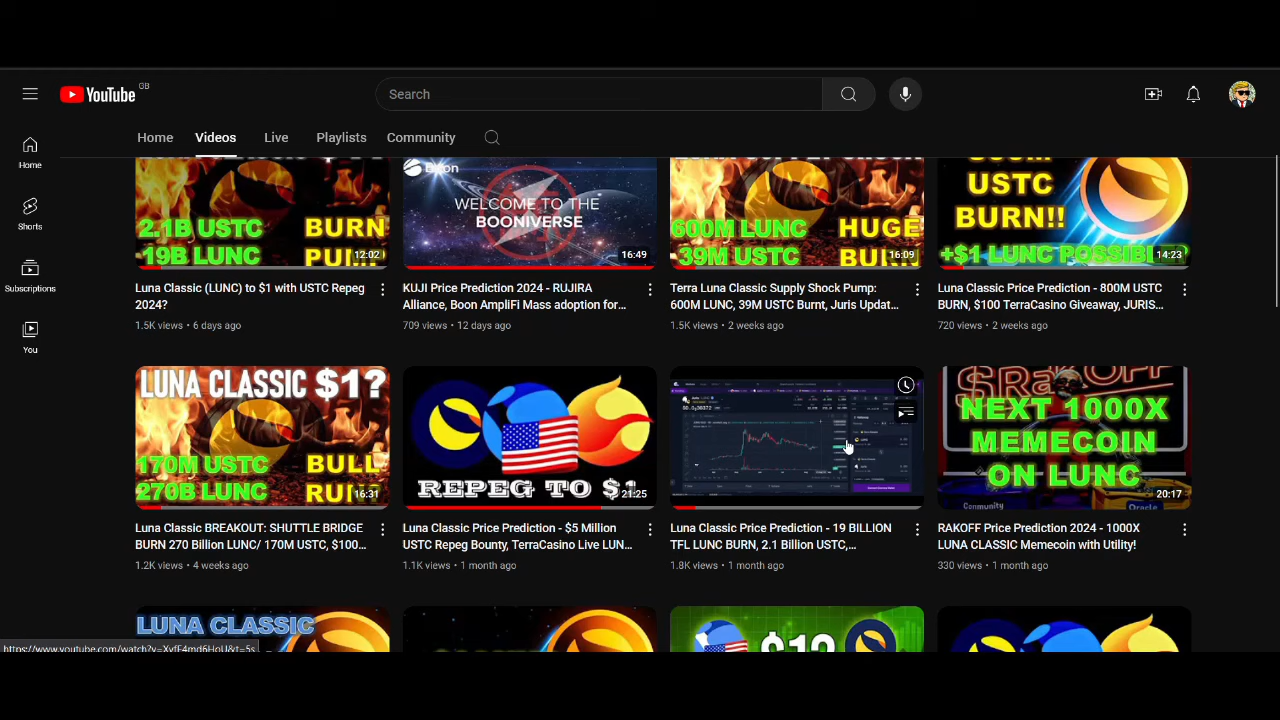 YouTube GB
Search
Home
Videos
Live
Playlists
Community
Home
Shorts
Subscriptions
You
2.1B USTC
19B LUNC
BURN
12:02
Luna Classic (LUNC) to $1 with USTC Repeg
2024?
1.5K views • 6 days ago
WELCOME TO THE
BOONIVERSE
16:49
KUJI Price Prediction 2024 - RUJIRA
Alliance, Boon AmpliFi Mass adoption for...
709 views • 12 days ago
600M LUNC
39M USTC
HUGE
16:09
Terra Luna Classic Supply Shock Pump:
600M LUNC, 39M USTC Burnt, Juris Updat...
1.5K views • 2 weeks ago
USTC
BURN!!
+$1 LUNC
14:23
Luna Classic Price Prediction - 800M USTC
BURN, $100 TerraCasino Giveaway, JURIS...
720 views • 2 weeks ago
LUNA CLASSIC $1?
170M USTC
270B LUNC
BULL
16:31
Luna Classic BREAKOUT: SHUTTLE BRIDGE
BURN 270 Billion LUNC/ 170M USTC, $100...
1.2K views • 4 weeks ago
REPEG TO $1
21:25
Luna Classic Price Prediction - $5 Million
USTC Repeg Bounty, TerraCasino Live LUN...
1.1K views • 1 month ago
Luna Classic Price Prediction - 19 BILLION
TFL LUNC BURN, 2.1 Billion USTC,...
1.8K views • 1 month ago
NEXT 1000X
MEMECOIN
ON LUNC
Oracle
20:17
RAKOFF Price Prediction 2024 - 1000X
LUNA CLASSIC Memecoin with Utility!
330 views • 1 month ago
LUNA CLASSIC
$12